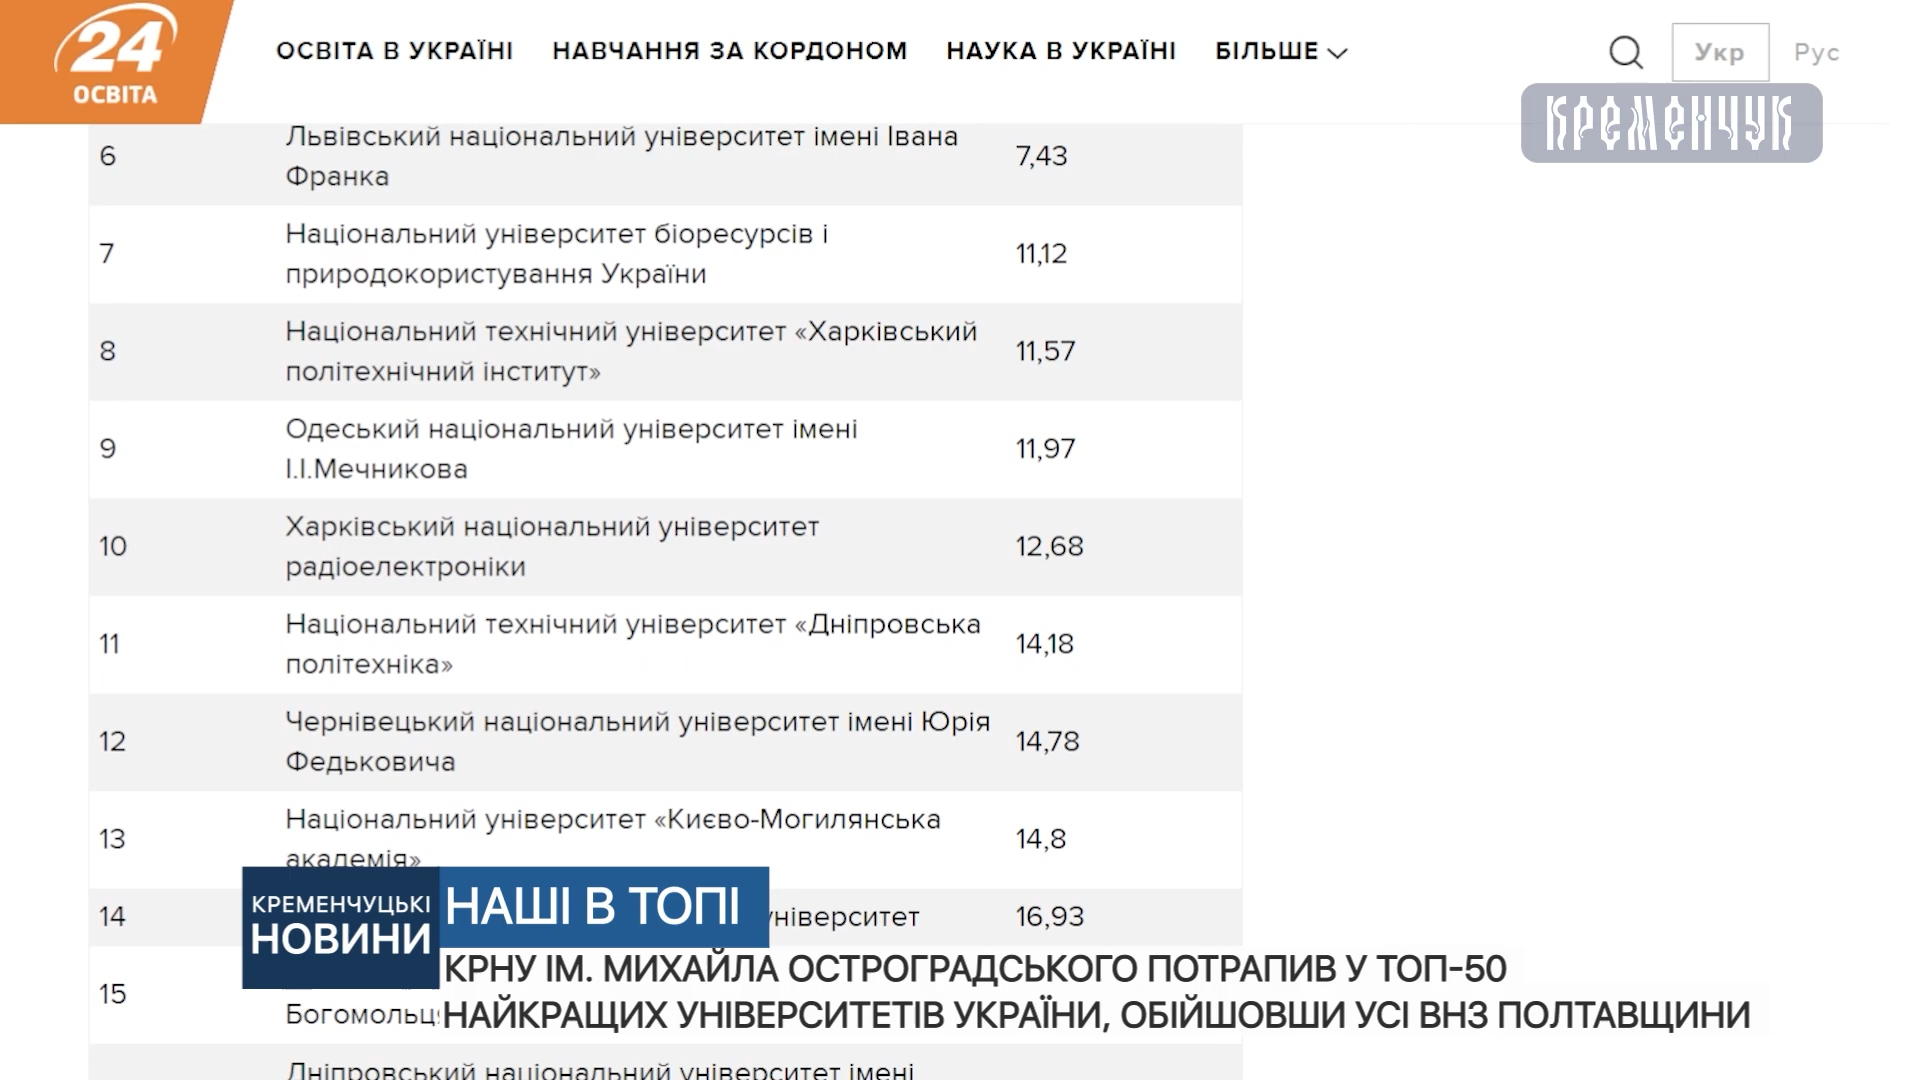 24
ОСВІТА
ОСВІТА В УКРАЇНІ НАВЧАННЯ ЗА КОРДОНОМ НАУКА В УКРАЇНІ БІЛЬШЕ Укр Рус
КРЕМЕНЧУК
6 Львівський національний університет імені Івана 7,43
Франка
7 Національний університет біоресурсів і 11,12
природокористування України
8 Національний технічний університет «Харківський 11,57
політехнічний інститут»
9 Одеський національний університет імені 11,97
І.І.Мечникова
10 Харківський національний університет 12,68
радіоелектроніки
11 Національний технічний університет «Дніпровська 14,18
політехніка»
12 Чернівецький національний університет імені Юрія 14,78
Федьковича
13 Національний університет «Києво-Могилянська 14,8
академія»
14 університет 16,93
15
Богомольця
Дніпровський національний університет імені
КРЕМЕНЧУЦЬКІ
НОВИНИ
НАШІ В ТОПІ
КРНУ ІМ. МИХАЙЛА ОСТРОГРАДСЬКОГО ПОТРАПИВ У ТОП-50
НАЙКРАЩИХ УНІВЕРСИТЕТІВ УКРАЇНИ, ОБІЙШОВШИ УСІ ВНЗ ПОЛТАВЩИНИ